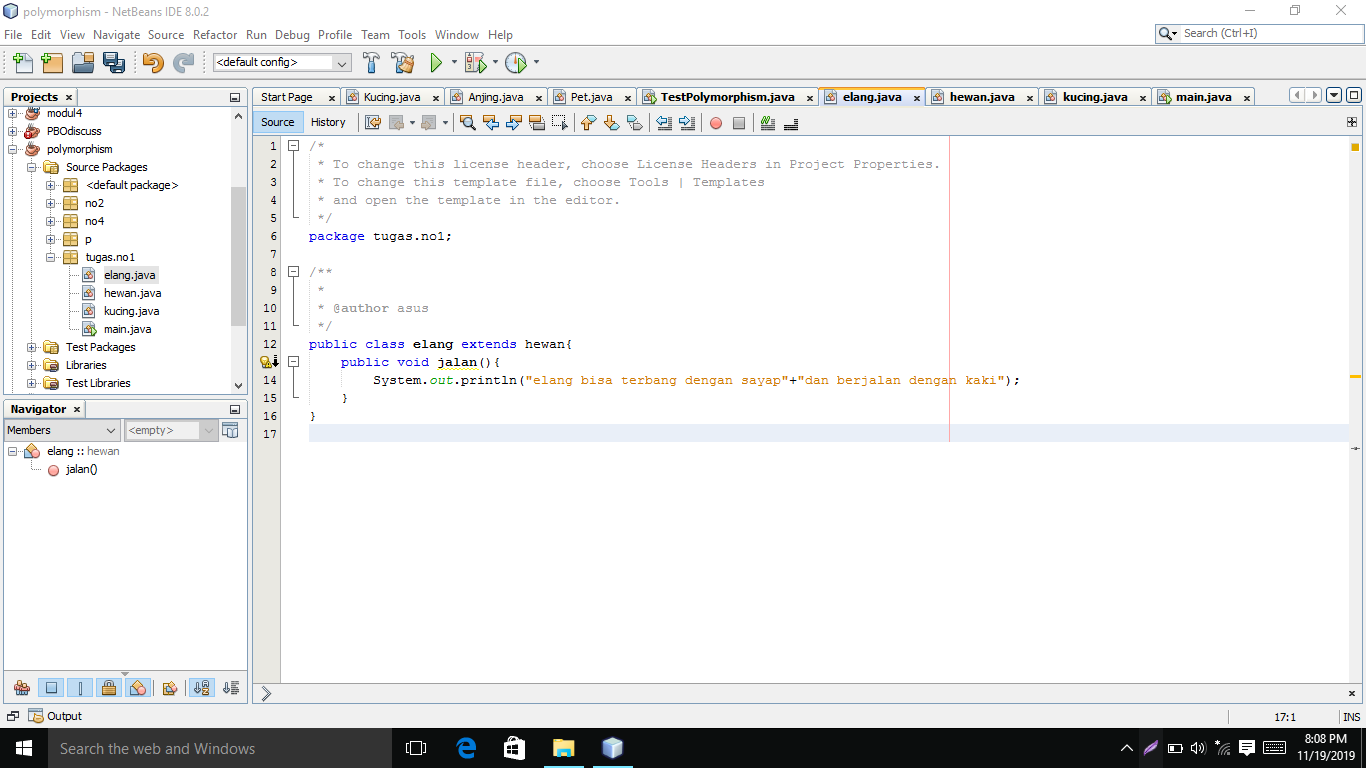 polymorphism - NetBeans IDE 8.0.2
File Edit View Navigate Source Refactor Run Debug Profile Team Tools Window Help
Search (Ctrl+I)
<default config>
Projects
modul4
PBOdiscuss
polymorphism
Source Packages
<default package>
no2
no4
p
tugas.no1
elang.java
hewan.java
kucing.java
main.java
Test Packages
Libraries
Test Libraries
Navigator
Members
<empty>
elang :: hewan
jalan()
Start Page Kucing.java Anjing.java Pet.java TestPolymorphism.java elang.java hewan.java kucing.java main.java
Source History
1 /*
2 * To change this license header, choose License Headers in Project Properties.
3 * To change this template file, choose Tools | Templates
4 * and open the template in the editor.
5 */
6 package tugas.no1;
7
8 /**
9 *
10 * @author asus
11 */
12 public class elang extends hewan{
public void jalan(){
14 System.out.println("elang bisa terbang dengan sayap"+"dan berjalan dengan kaki");
15 }
16 }
17
Output
17:1 INS
Search the web and Windows
8:08 PM
11/19/2019